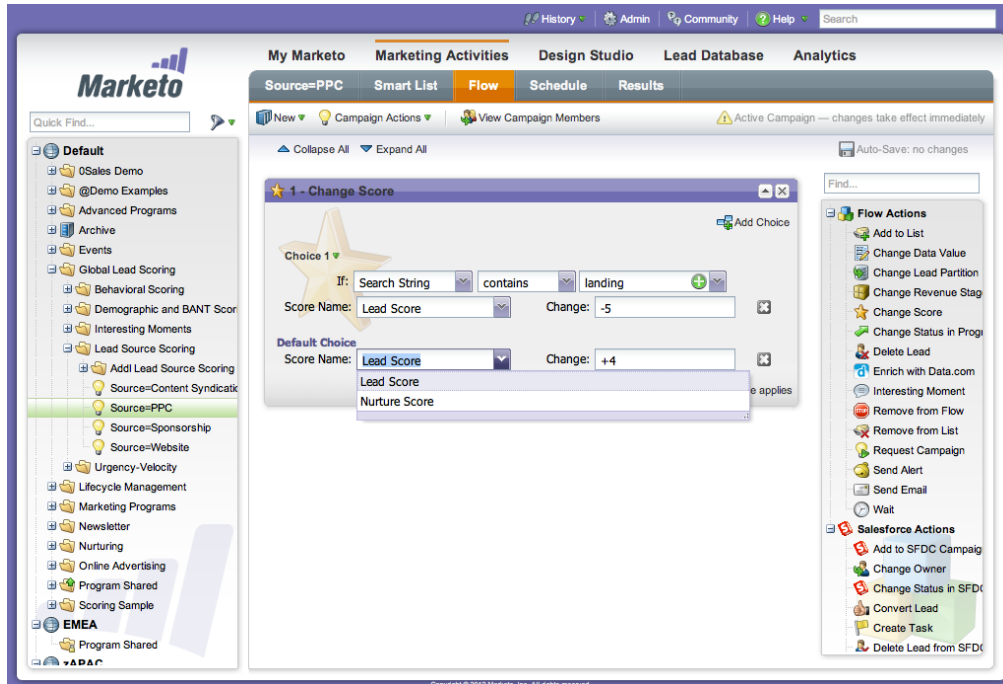 History
Admin
Community
Help
Search
Marketo
My Marketo
Marketing Activities
Design Studio
Lead Database
Analytics
Source=PPC
Smart List
Flow
Schedule
Results
Quick Find...
New
Campaign Actions
View Campaign Members
Active Campaign — changes take effect immediately
Default
0Sales Demo
@Demo Examples
Advanced Programs
Archive
Events
Global Lead Scoring
Behavioral Scoring
Demographic and BANT Scor
Interesting Moments
Lead Source Scoring
Addl Lead Source Scoring
Source=Content Syndicatic
Source=PPC
Source=Sponsorship
Source=Website
Urgency-Velocity
Lifecycle Management
Marketing Programs
Newsletter
Nurturing
Online Advertising
Program Shared
Scoring Sample
EMEA
Program Shared
zAPAC
Collapse All
Expand All
Auto-Save: no changes
1 - Change Score
Add Choice
Choice 1
If: Search String contains landing
Score Name: Lead Score Change: -5
Default Choice
Score Name: Lead Score Change: +4
Lead Score
Nurture Score
e applies
Find...
Flow Actions
Add to List
Change Data Value
Change Lead Partition
Change Revenue Stag
Change Score
Change Status in Progr
Delete Lead
Enrich with Data.com
Interesting Moment
Remove from Flow
Remove from List
Request Campaign
Send Alert
Send Email
Wait
Salesforce Actions
Add to SFDC Campaig
Change Owner
Change Status in SFD
Convert Lead
Create Task
Delete Lead from SFD